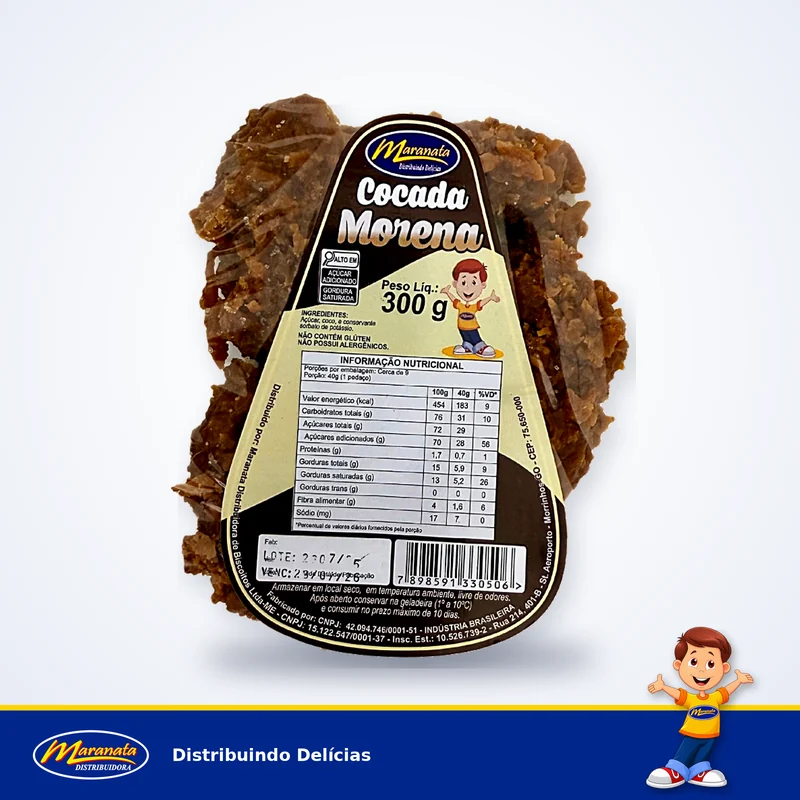 Maranata
Distribuindo Delícias
Cocada
Morena
ALTO EM
AÇÚCAR
ADICIONADO
GORDURA
SATURADA
Peso Líq.:
300 g
INGREDIENTES:
Açúcar, coco, e conservante
sorbato de potássio.
NÃO CONTÉM GLÚTEN
NÃO POSSUI ALERGÊNICOS.
INFORMAÇÃO NUTRICIONAL
Porções por embalagem: Cerca de 9
Porção: 40g (1 pedaço)
100g 40g %VD*
Valor energético (kcal) 454 183 9
Carboidratos totais (g) 76 31 10
Açúcares totais (g) 72 29
Açúcares adicionados (g) 70 28 56
Proteínas (g) 1,7 0,7 1
Gorduras totais (g) 15 5,9 9
Gorduras saturadas (g) 13 5,2 26
Gorduras trans (g) 0 0 0
Fibra alimentar (g) 4 1,6 6
Sódio (mg) 17 7 0
*Percentual de valores diários fornecidos pela porção
Fab:
LOTE:
VENC:
7 898591 330506 >
Armazenar em local seco, em temperatura ambiente, livre de odores.
Após aberto conservar na geladeira (1º a 10ºC)
e consumir no prazo máximo de 10 dias.
Fabricado por: CNPJ: 42.094.746/0001-51 - INDÚSTRIA BRASILEIRA
Distribuido por: Maranata Distribuidora de Biscoitos Ltda-ME - CNPJ: 15.122.547/0001-37 - Insc. Est.: 10.526.739-2 - Rua 214, 401-B - St. Aeroporto - Morrinhos GO - CEP: 75.650-000
Maranata
Maranata
Maranata
DISTRIBUIDORA
Distribuindo Delícias